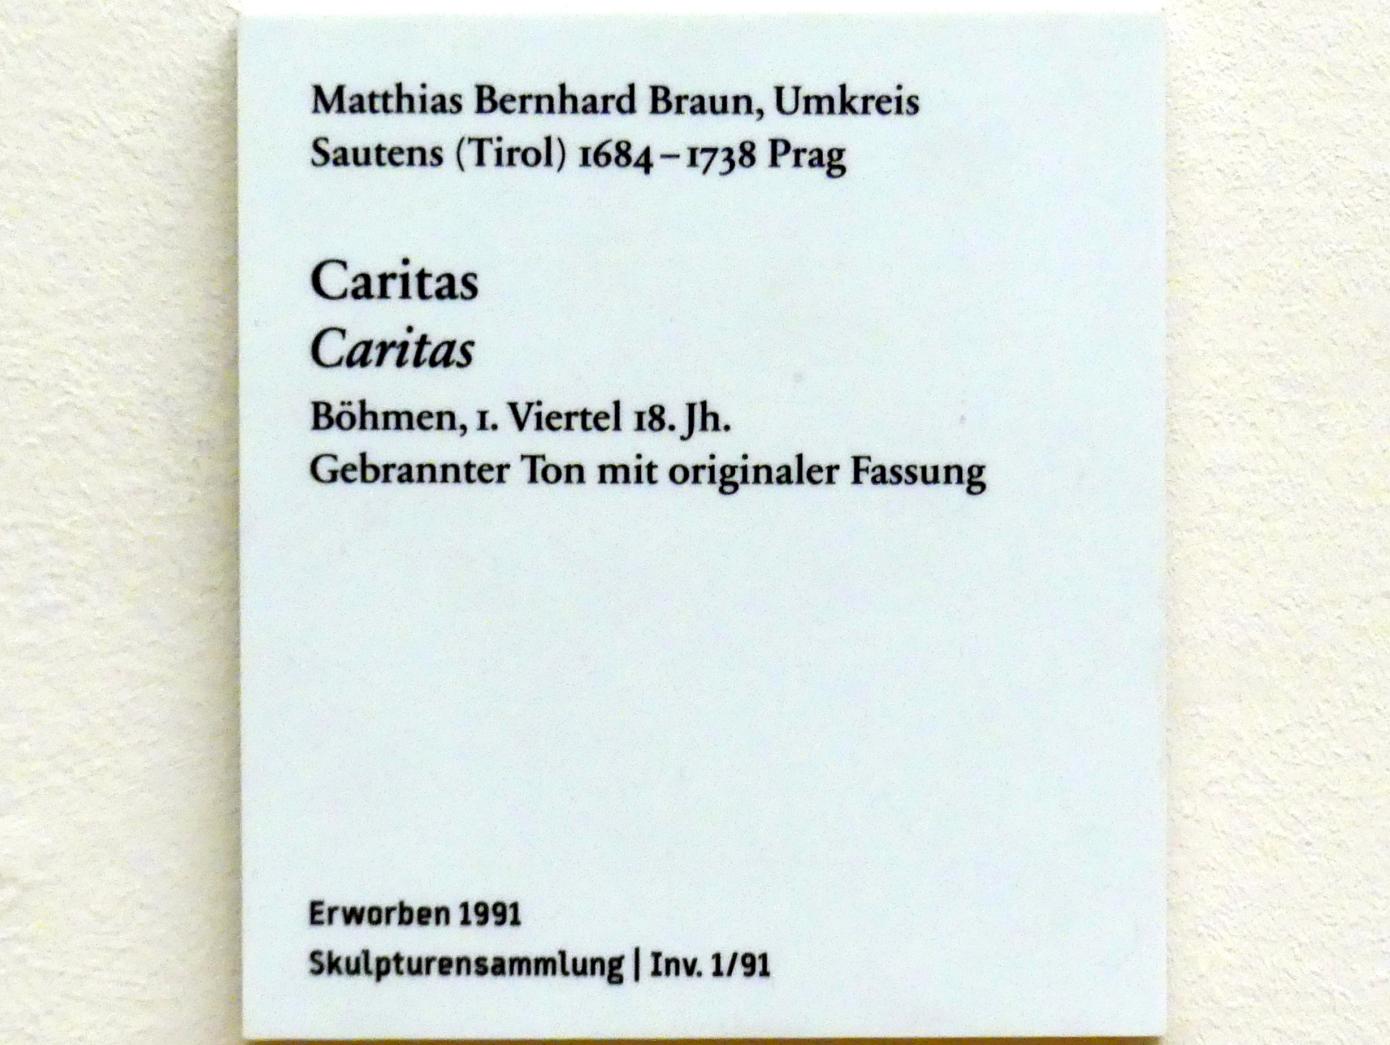 Matthias Bernhard Braun, Umkreis
Sautens (Tirol) 1684–1738 Prag
Caritas
Caritas
Böhmen, 1. Viertel 18. Jh.
Gebrannter Ton mit originaler Fassung
Erworben 1991
Skulpturensammlung | Inv. 1/91